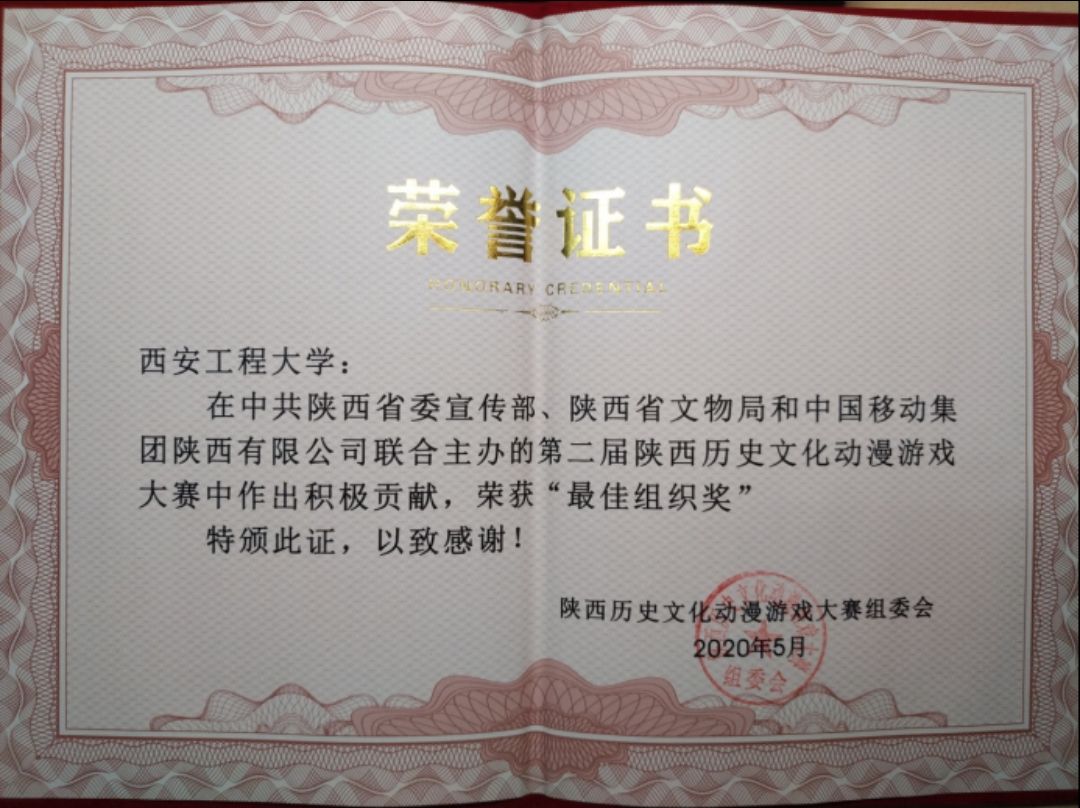 荣誉证书
HONORARY CREDENTIAL
西安工程大学：
在中共陕西省委宣传部、陕西省文物局和中国移动集
团陕西有限公司联合主办的第二届陕西历史文化动漫游戏
大赛中作出积极贡献，荣获“最佳组织奖”
特颁此证，以致感谢！
陕西历史文化动漫游戏大赛组委会
2020年5月
组委会